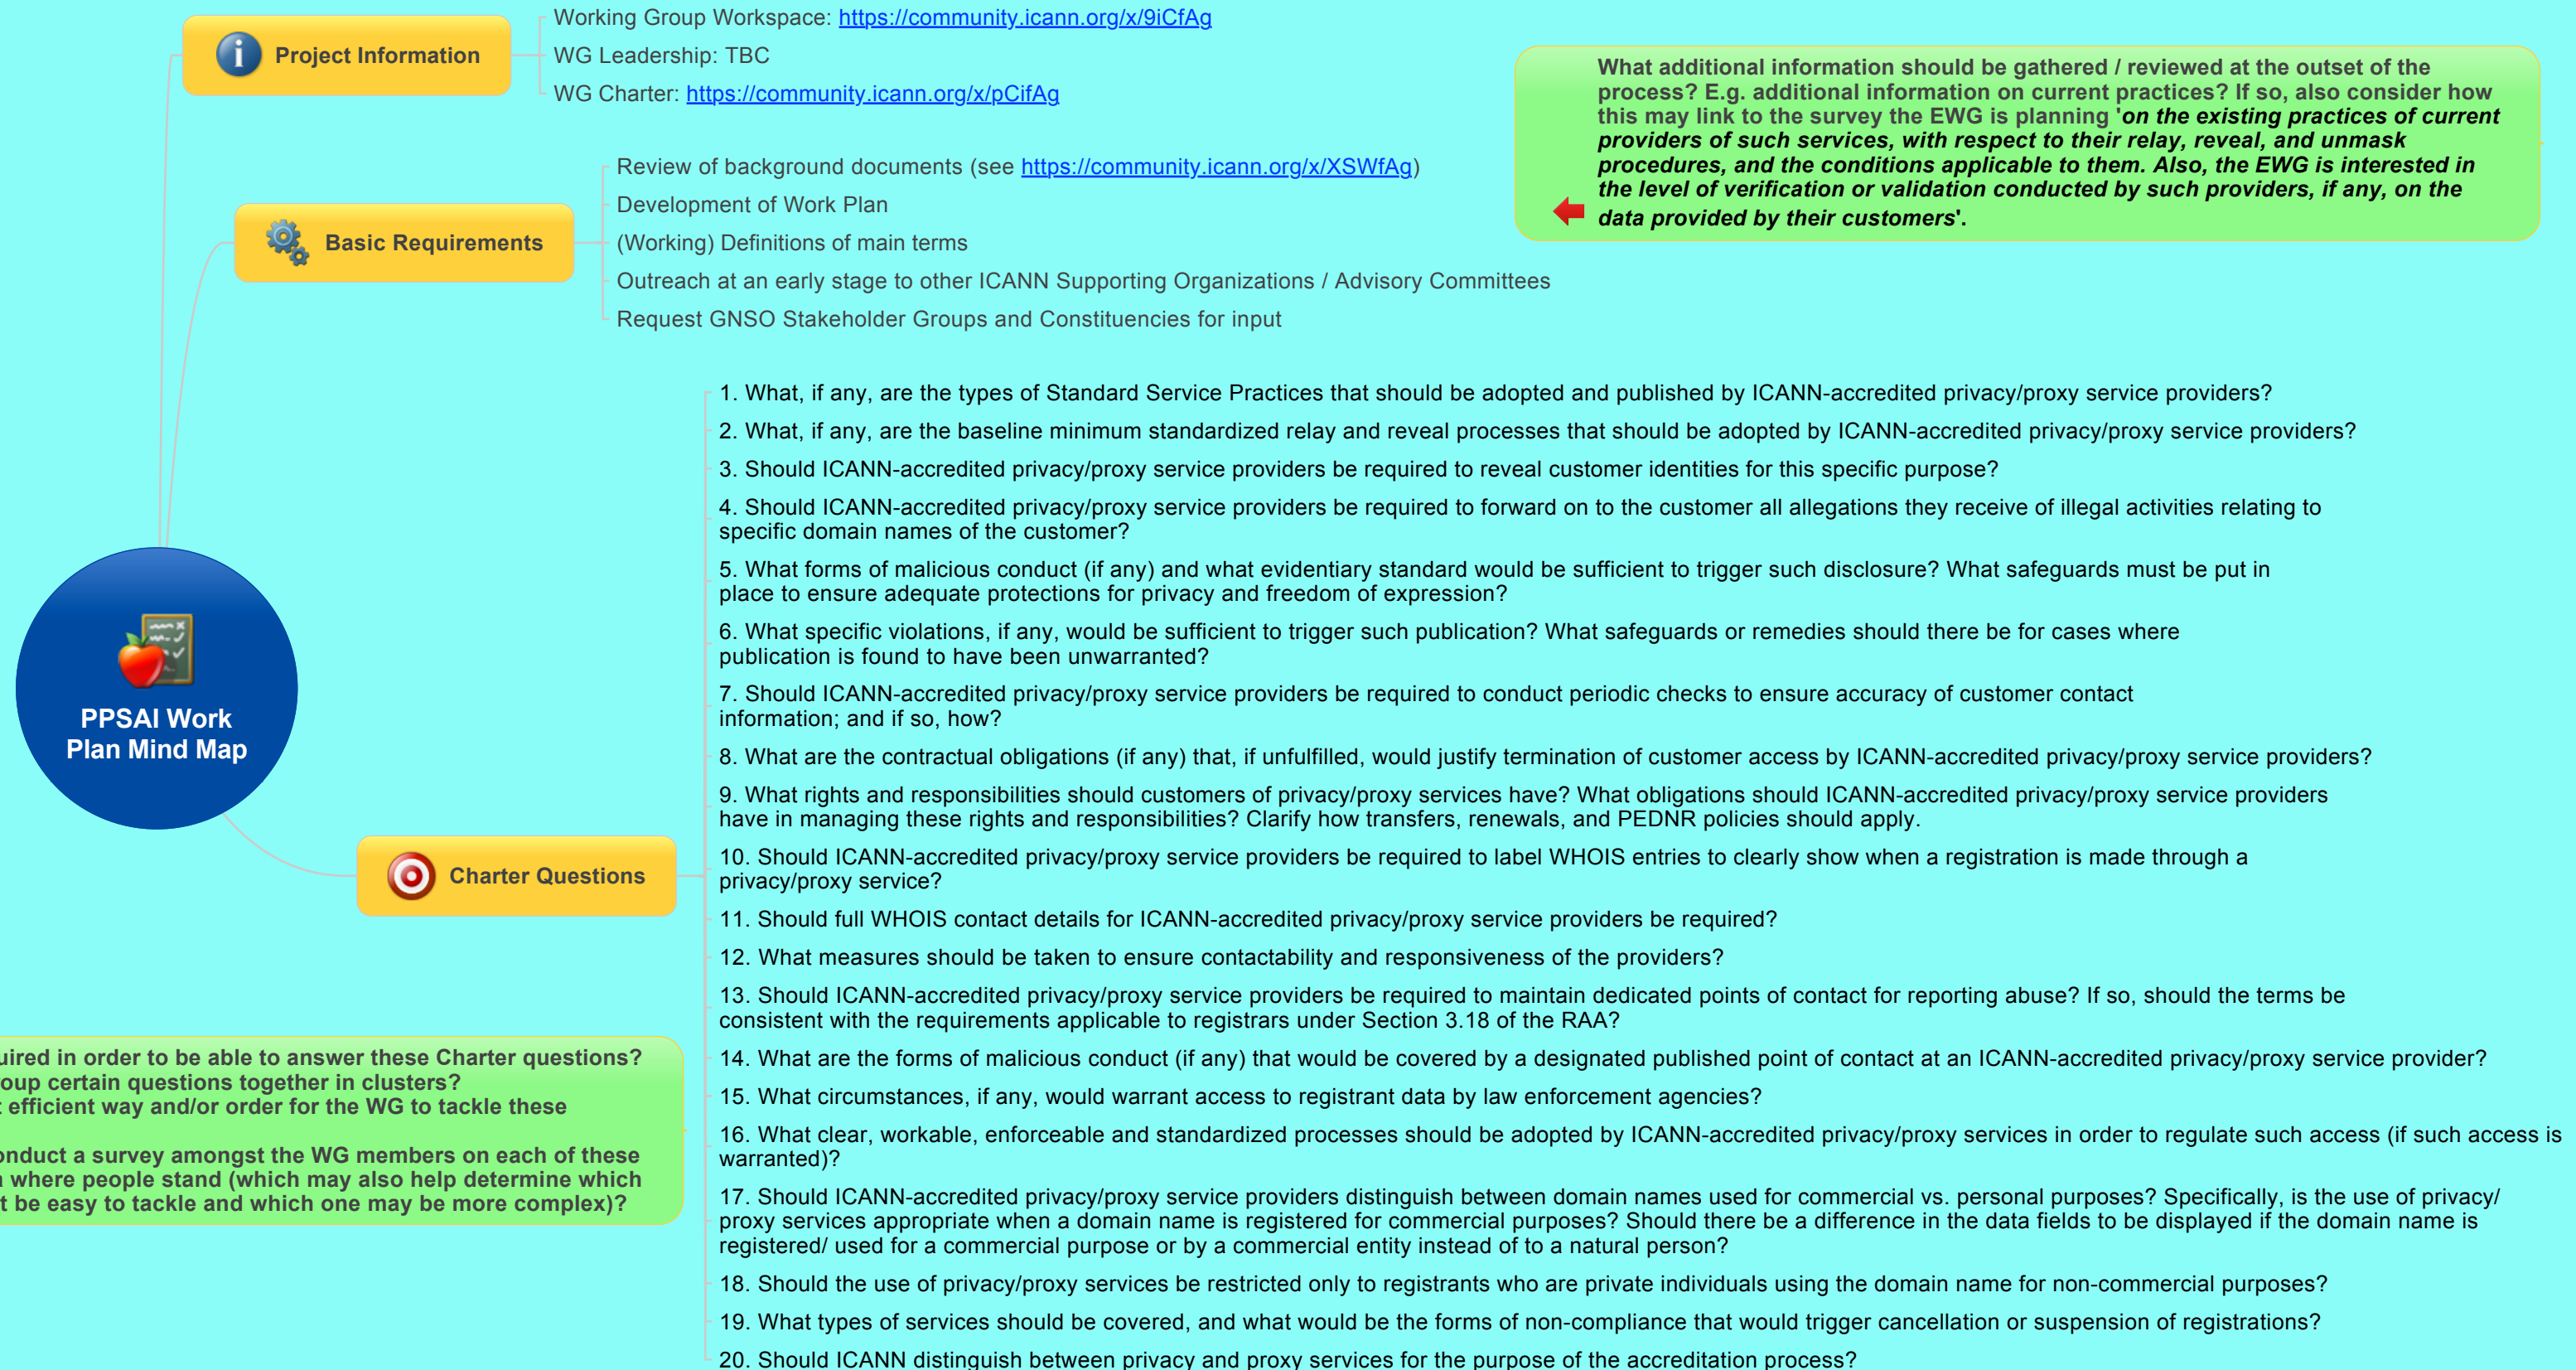 Project Information
Working Group Workspace: https://community.icann.org/x/9iCfAg
WG Leadership: TBC
WG Charter: https://community.icann.org/x/pCifAg
What additional information should be gathered / reviewed at the outset of the
process? E.g. additional information on current practices? If so, also consider how
this may link to the survey the EWG is planning 'on the existing practices of current
providers of such services, with respect to their relay, reveal, and unmask
procedures, and the conditions applicable to them. Also, the EWG is interested in
the level of verification or validation conducted by such providers, if any, on the
data provided by their customers'.
Basic Requirements
Review of background documents (see https://community.icann.org/x/XSWfAg)
Development of Work Plan
(Working) Definitions of main terms
Outreach at an early stage to other ICANN Supporting Organizations / Advisory Committees
Request GNSO Stakeholder Groups and Constituencies for input
PPSAI Work
Plan Mind Map
Charter Questions
1. What, if any, are the types of Standard Service Practices that should be adopted and published by ICANN-accredited privacy/proxy service providers?
2. What, if any, are the baseline minimum standardized relay and reveal processes that should be adopted by ICANN-accredited privacy/proxy service providers?
3. Should ICANN-accredited privacy/proxy service providers be required to reveal customer identities for this specific purpose?
4. Should ICANN-accredited privacy/proxy service providers be required to forward on to the customer all allegations they receive of illegal activities relating to
specific domain names of the customer?
5. What forms of malicious conduct (if any) and what evidentiary standard would be sufficient to trigger such disclosure? What safeguards must be put in
place to ensure adequate protections for privacy and freedom of expression?
6. What specific violations, if any, would be sufficient to trigger such publication? What safeguards or remedies should there be for cases where
publication is found to have been unwarranted?
7. Should ICANN-accredited privacy/proxy service providers be required to conduct periodic checks to ensure accuracy of customer contact
information; and if so, how?
8. What are the contractual obligations (if any) that, if unfulfilled, would justify termination of customer access by ICANN-accredited privacy/proxy service providers?
9. What rights and responsibilities should customers of privacy/proxy services have? What obligations should ICANN-accredited privacy/proxy service providers
have in managing these rights and responsibilities? Clarify how transfers, renewals, and PEDNR policies should apply.
10. Should ICANN-accredited privacy/proxy service providers be required to label WHOIS entries to clearly show when a registration is made through a
privacy/proxy service?
11. Should full WHOIS contact details for ICANN-accredited privacy/proxy service providers be required?
12. What measures should be taken to ensure contactability and responsiveness of the providers?
13. Should ICANN-accredited privacy/proxy service providers be required to maintain dedicated points of contact for reporting abuse? If so, should the terms be
consistent with the requirements applicable to registrars under Section 3.18 of the RAA?
14. What are the forms of malicious conduct (if any) that would be covered by a designated published point of contact at an ICANN-accredited privacy/proxy service provider?
15. What circumstances, if any, would warrant access to registrant data by law enforcement agencies?
16. What clear, workable, enforceable and standardized processes should be adopted by ICANN-accredited privacy/proxy services in order to regulate such access (if such access is
warranted)?
17. Should ICANN-accredited privacy/proxy service providers distinguish between domain names used for commercial vs. personal purposes? Specifically, is the use of privacy/
proxy services appropriate when a domain name is registered for commercial purposes? Should there be a difference in the data fields to be displayed if the domain name is
registered/ used for a commercial purpose or by a commercial entity instead of to a natural person?
18. Should the use of privacy/proxy services be restricted only to registrants who are private individuals using the domain name for non-commercial purposes?
19. What types of services should be covered, and what would be the forms of non-compliance that would trigger cancellation or suspension of registrations?
20. Should ICANN distinguish between privacy and proxy services for the purpose of the accreditation process?
in order to be able to answer these Charter questions?
certain questions together in clusters?
efficient way and/or order for the WG to tackle these
a survey amongst the WG members on each of these
where people stand (which may also help determine which
be easy to tackle and which one may be more complex)?